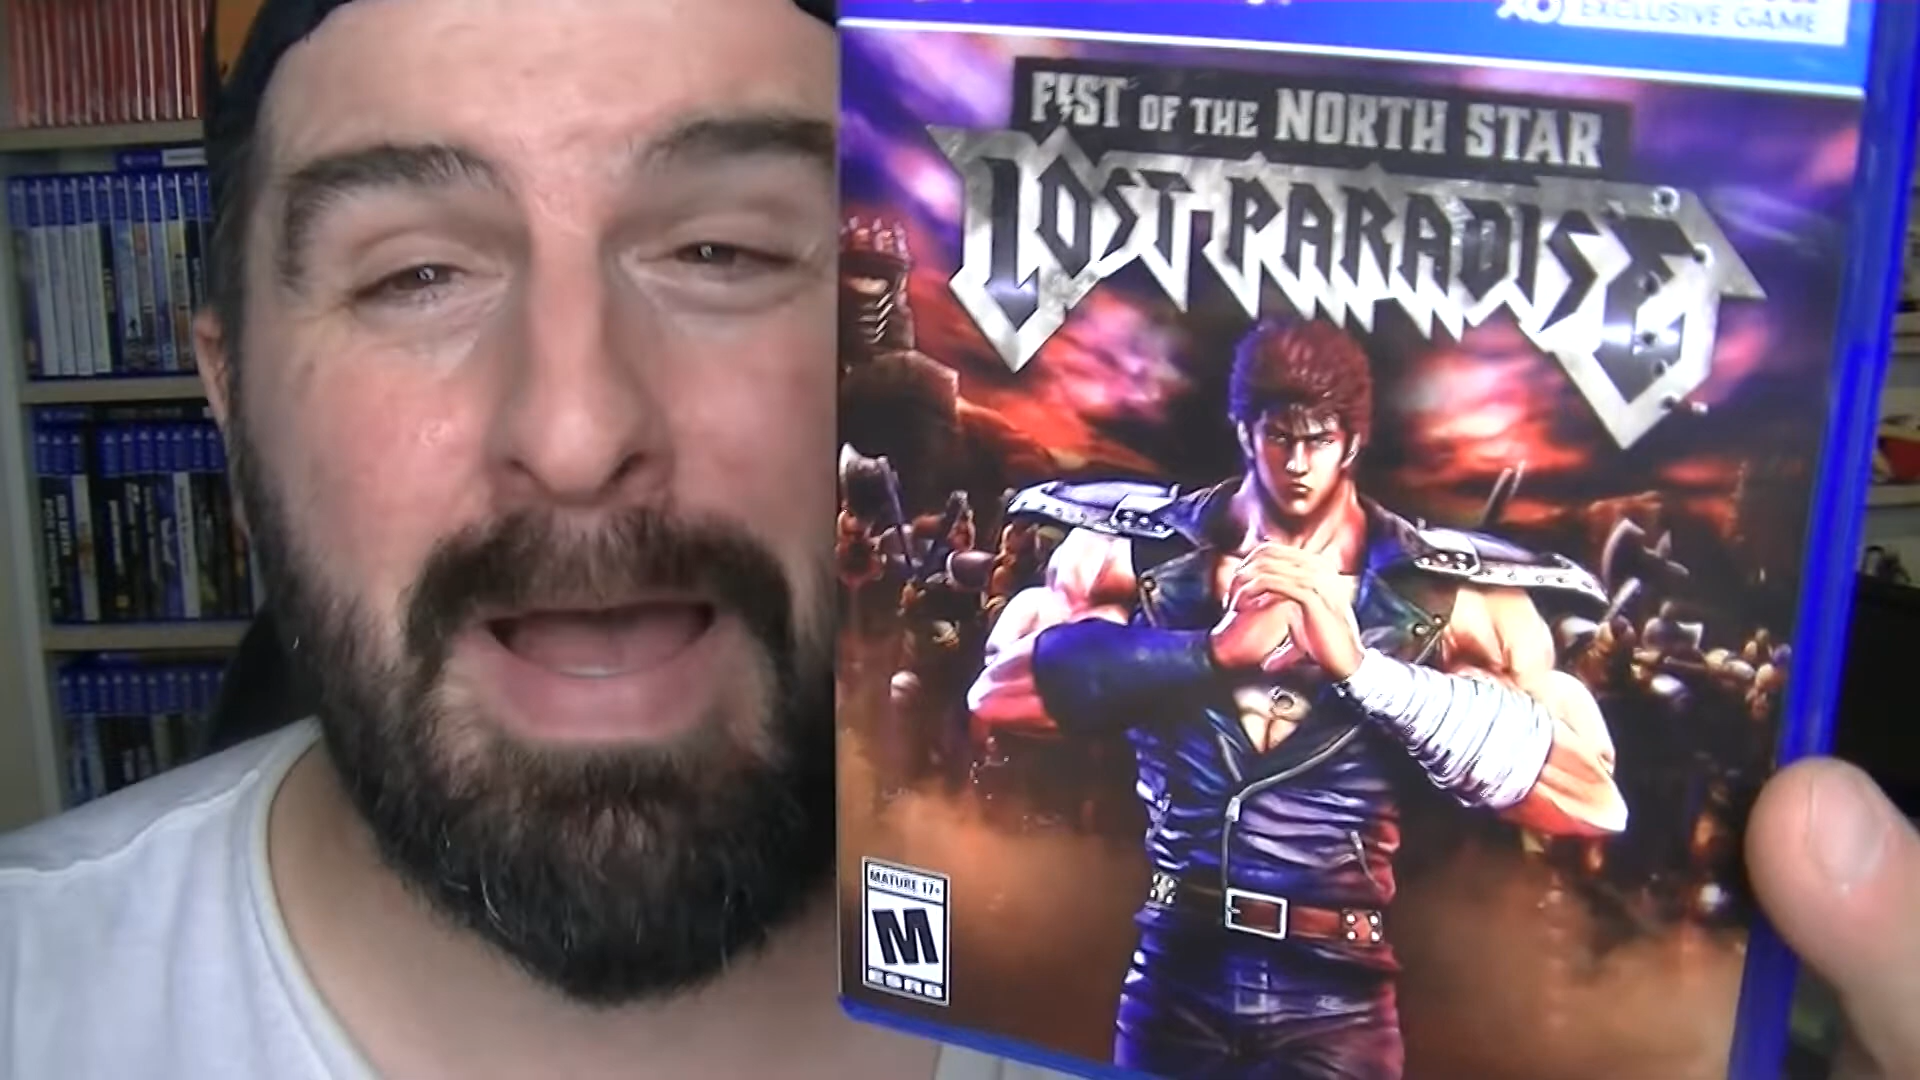 EXCLUSIVE GAME
FIST OF THE NORTH STAR
LOST PARADISE
MATURE 17+
M
ESRB